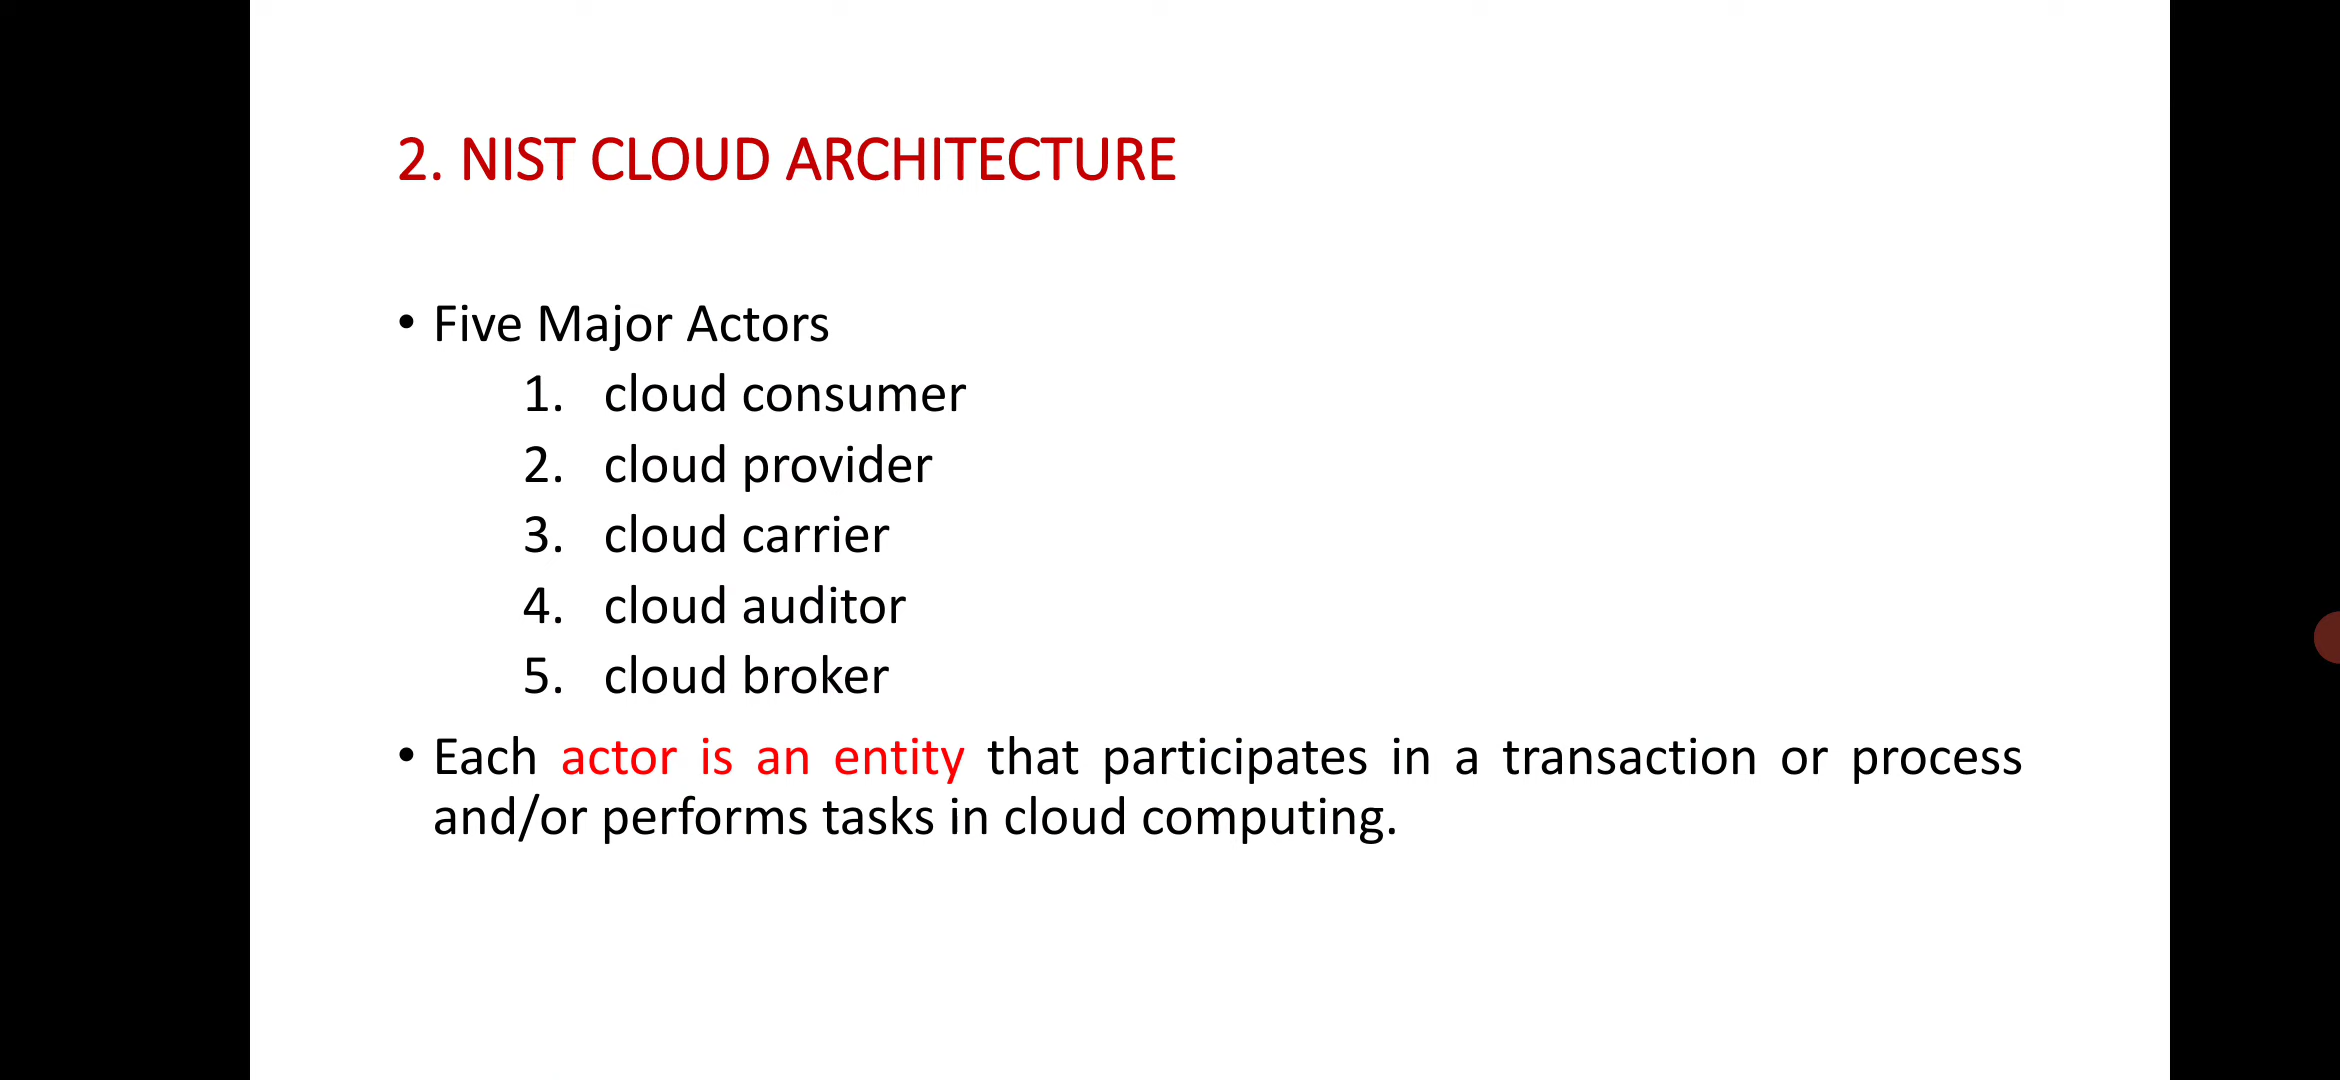 2. NIST CLOUD ARCHITECTURE
• Five Major Actors
1. cloud consumer
2. cloud provider
3. cloud carrier
4. cloud auditor
5. cloud broker
• Each actor is an entity that participates in a transaction or process
and/or performs tasks in cloud computing.